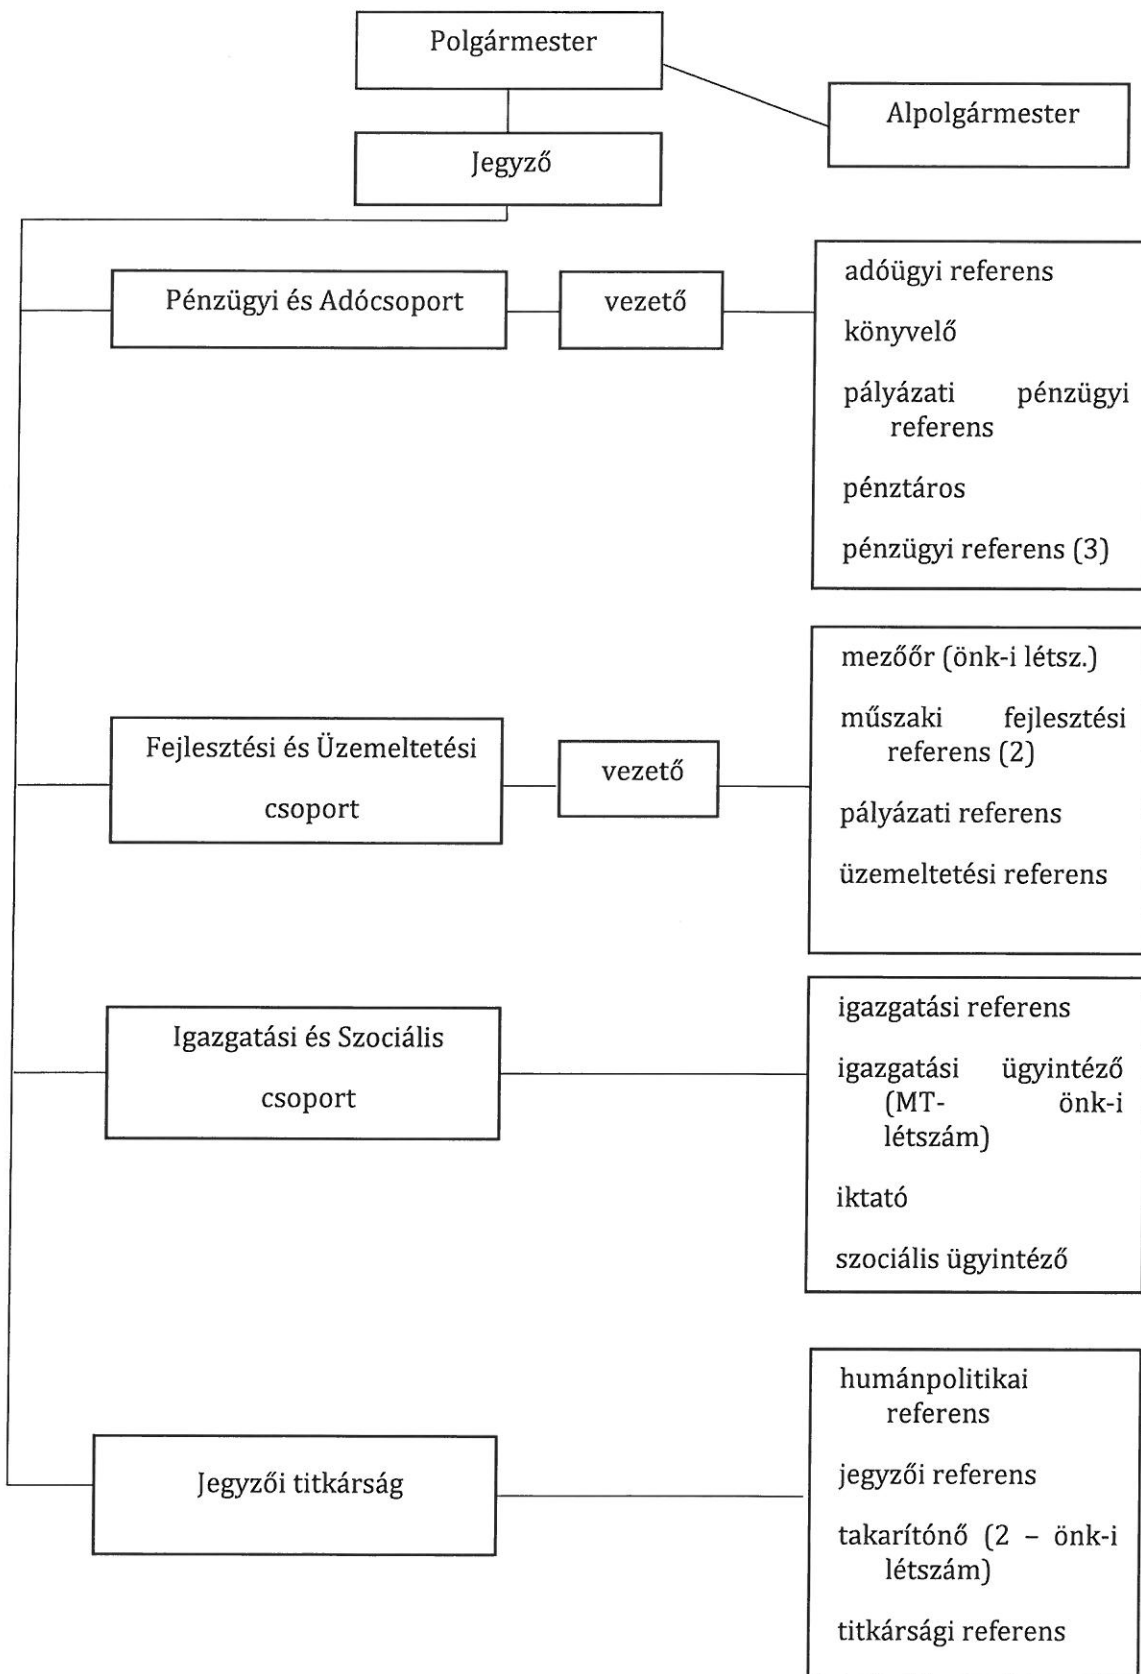 Polgármester
Alpolgármester
Jegyző
Pénzügyi és Adócsoport
vezető
adóügyi referens
könyvelő
pályázati pénzügyi
referens
pénztáros
pénzügyi referens (3)
Fejlesztési és Üzemeltetési
csoport
vezető
mezőőr (önk-i létsz.)
műszaki fejlesztési
referens (2)
pályázati referens
üzemeltetési referens
Igazgatási és Szociális
csoport
igazgatási referens
igazgatási ügyintéző
(MT- önk-i
létszám)
iktató
szociális ügyintéző
Jegyzői titkárság
humánpolitikai
referens
jegyzői referens
takarítónő (2 – önk-i
létszám)
titkársági referens